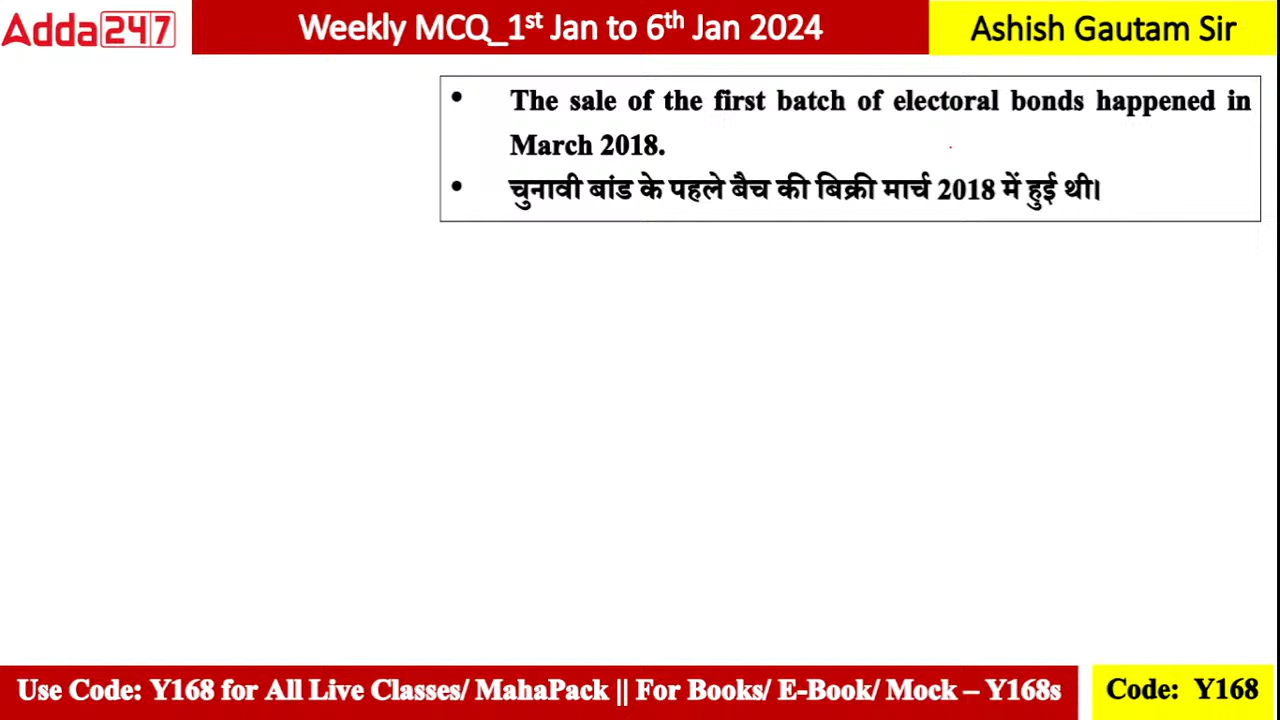 Adda247
Weekly MCQ_1st Jan to 6th Jan 2024
Ashish Gautam Sir
• The sale of the first batch of electoral bonds happened in
March 2018.
• चुनावी बांड के पहले बैच की बिक्री मार्च 2018 में हुई थी।
Use Code: Y168 for All Live Classes/ MahaPack || For Books/ E-Book/ Mock – Y168s
Code: Y168